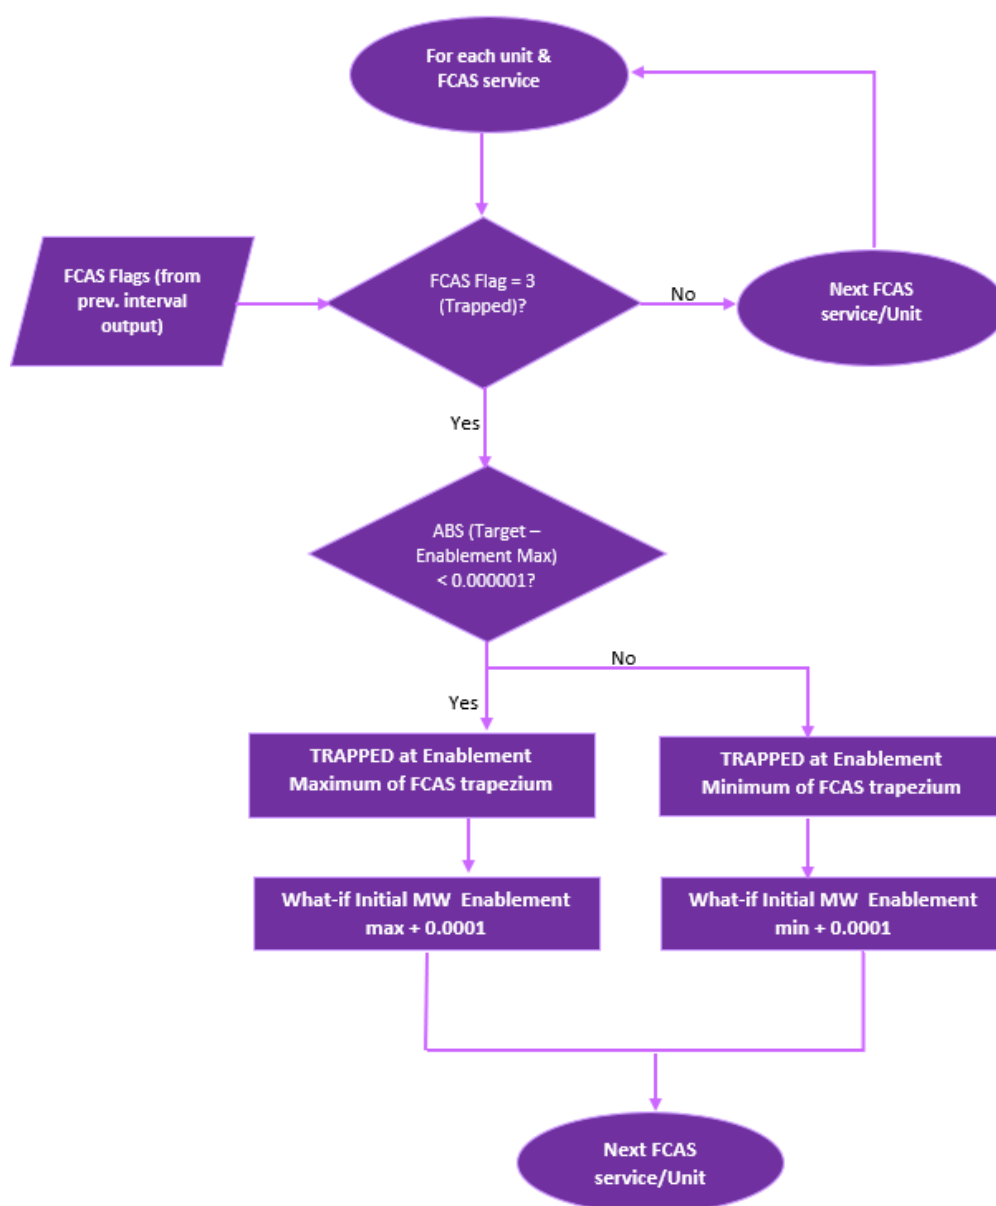 For each unit &
FCAS service
FCAS Flags (from
prev. interval
output)
FCAS Flag = 3
(Trapped)?
No
Next FCAS
service/Unit
Yes
ABS (Target –
Enablement Max)
< 0.000001?
No
Yes
TRAPPED at Enablement
Maximum of FCAS trapezium
TRAPPED at Enablement
Minimum of FCAS trapezium
What-if Initial MW  Enablement
max + 0.0001
What-if Initial MW  Enablement
min + 0.0001
Next FCAS
service/Unit